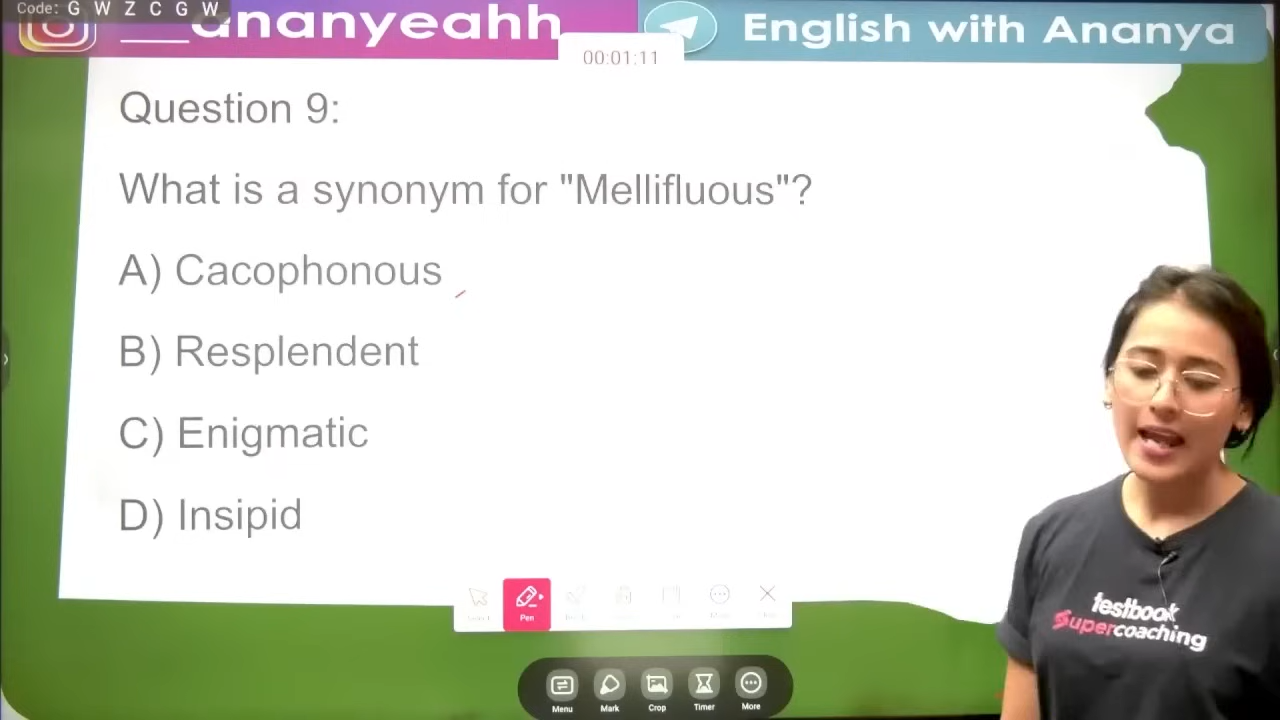 Code: G W Z C G W
___ananyeahh
English with Ananya
00:01:11
Question 9:
What is a synonym for "Mellifluous"?
A) Cacophonous
B) Resplendent
C) Enigmatic
D) Insipid
Pen
Menu Mark Crop Timer More
testbook
Supercoaching